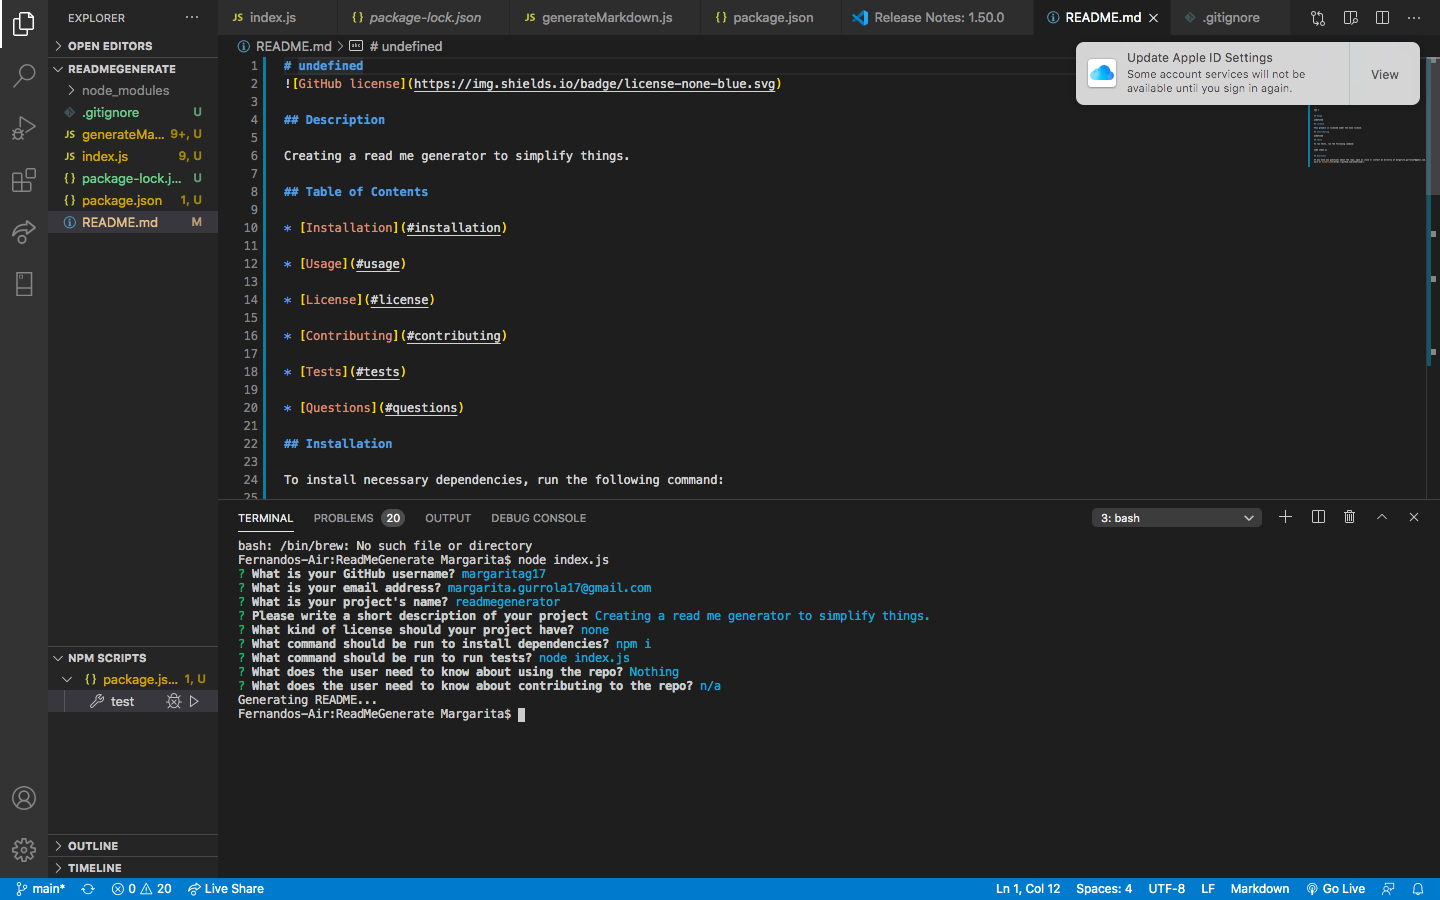 EXPLORER
index.js
package-lock.json
generateMarkdown.js
package.json
Release Notes: 1.50.0
README.md
.gitignore
OPEN EDITORS
READMEGENERATE
node_modules
.gitignore U
JS generateMa... 9+, U
JS index.js 9, U
{} package-lock.j... U
{} package.json 1, U
README.md M
README.md > # undefined
Update Apple ID Settings
Some account services will not be
available until you sign in again.
View
1 # undefined
2 ![GitHub license](https://img.shields.io/badge/license-none-blue.svg)
3
4 ## Description
5
6 Creating a read me generator to simplify things.
7
8 ## Table of Contents
9
10 * [Installation](#installation)
11
12 * [Usage](#usage)
13
14 * [License](#license)
15
16 * [Contributing](#contributing)
17
18 * [Tests](#tests)
19
20 * [Questions](#questions)
21
22 ## Installation
23
24 To install necessary dependencies, run the following command:
25
TERMINAL
PROBLEMS 20
OUTPUT
DEBUG CONSOLE
3: bash
bash: /bin/brew: No such file or directory
Fernandos-Air:ReadMeGenerate Margarita$ node index.js
? What is your GitHub username? margaritag17
? What is your email address? margarita.gurrola17@gmail.com
? What is your project's name? readmegenerator
? Please write a short description of your project Creating a read me generator to simplify things.
? What kind of license should your project have? none
? What command should be run to install dependencies? npm i
? What command should be run to run tests? node index.js
? What does the user need to know about using the repo? Nothing
? What does the user need to know about contributing to the repo? n/a
Generating README...
Fernandos-Air:ReadMeGenerate Margarita$
NPM SCRIPTS
{} package.js... 1, U
test
OUTLINE
TIMELINE
main*
0
20
Live Share
Ln 1, Col 12
Spaces: 4
UTF-8
LF
Markdown
Go Live